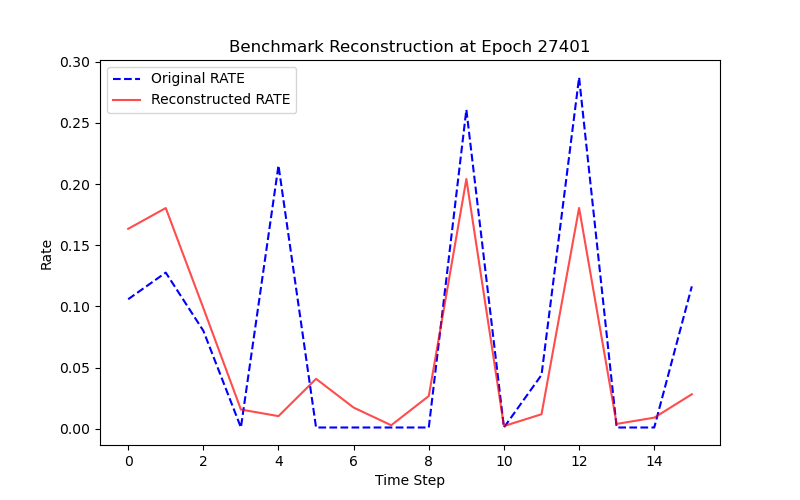 Benchmark Reconstruction at Epoch 27401
Original RATE
Reconstructed RATE
0.30
0.25
0.20
0.15
0.10
0.05
0.00
Rate
0 2 4 6 8 10 12 14
Time Step